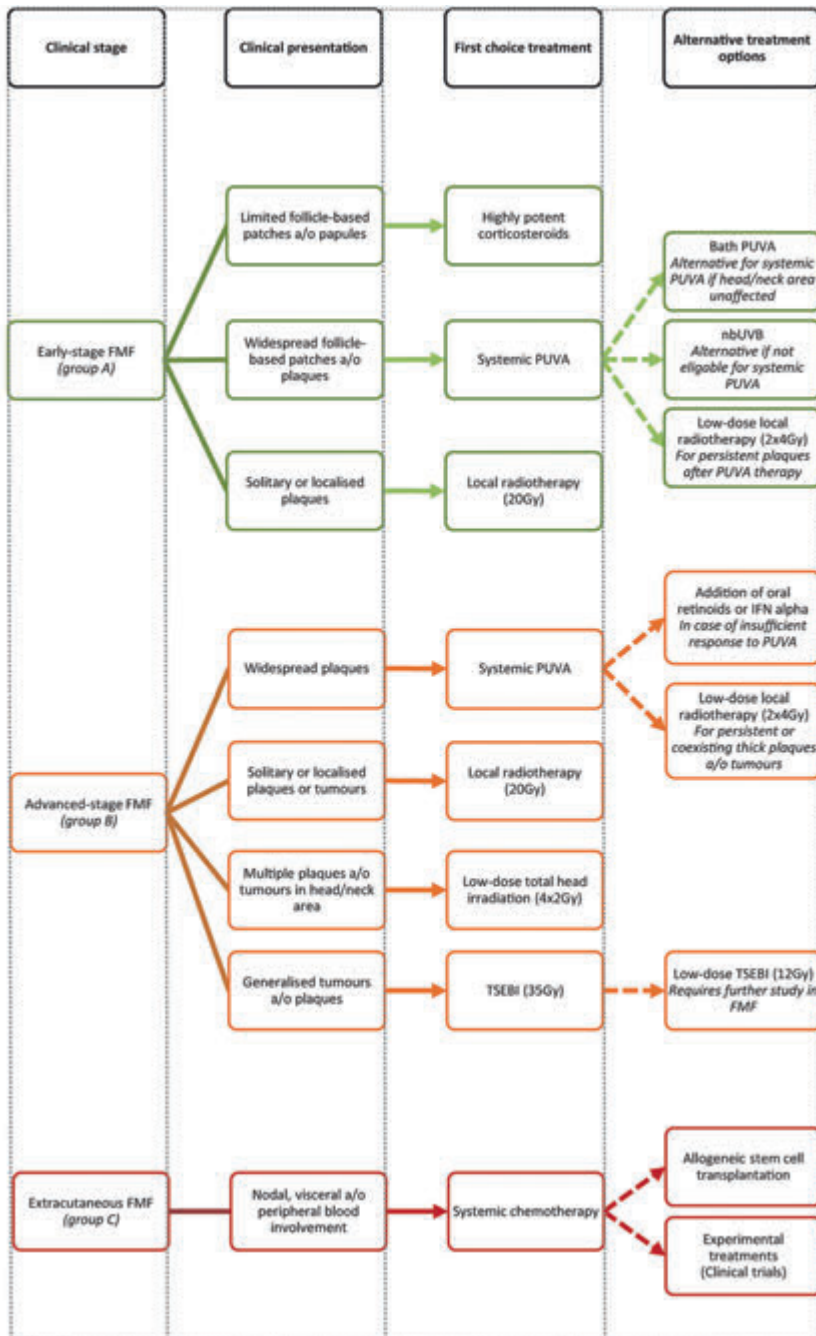 Clinical stage
Clinical presentation
First choice treatment
Alternative treatment
options
Limited follicle-based
patches a/o papules
Highly potent
corticosteroids
Bath PUVA
Alternative for systemic
PUVA if head/neck area
unaffected
Early-stage FMF
(group A)
Widespread follicle-
based patches a/o
plaques
Systemic PUVA
nbUVB
Alternative if not
eligable for systemic
PUVA
Low-dose local
radiotherapy (2x4Gy)
For persistent plaques
after PUVA therapy
Solitary or localised
plaques
Local radiotherapy
(20Gy)
Addition of oral
retinoids or IFN alpha
In case of insufficient
response to PUVA
Widespread plaques
Systemic PUVA
Low-dose local
radiotherapy (2x4Gy)
For persistent or
coexisting thick plaques
a/o tumours
Advanced-stage FMF
(group B)
Solitary or localised
plaques or tumours
Local radiotherapy
(20Gy)
Multiple plaques a/o
tumours in head/neck
area
Low-dose total head
irradiation (4x2Gy)
Generalised tumours
a/o plaques
TSEBI (35Gy)
Low-dose TSEBI (12Gy)
Requires further study in
FMF
Extracutaneous FMF
(group C)
Nodal, visceral a/o
peripheral blood
involvement
Systemic chemotherapy
Allogeneic stem cell
transplantation
Experimental
treatments
(Clinical trials)